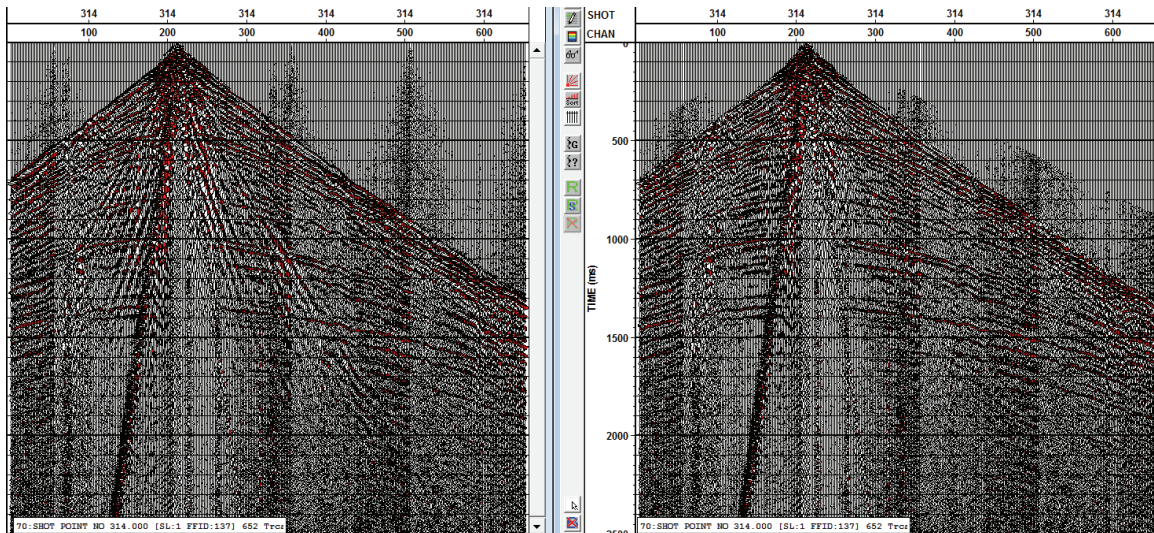 314 314 314 314 314 314
100 200 300 400 500 600
70:SHOT POINT NO 314.000 [SL:1 FFID:137] 652 Trcs
Sort
G
?
R
S
SHOT 314 314 314 314 314 314
CHAN 100 200 300 400 500 600
TIME (ms)
0
500
1000
1500
2000
2500
70:SHOT POINT NO 314.000 [SL:1 FFID:137] 652 Trcs